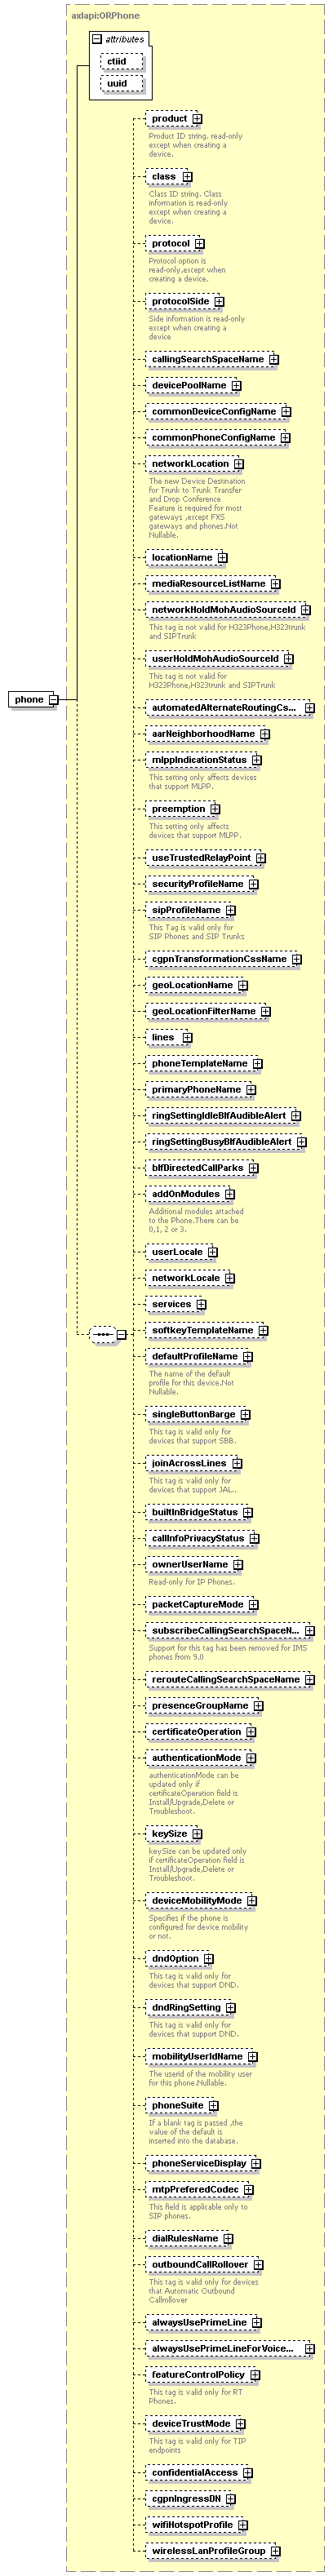 axlapi:ORPhone
attributes
ctiid
uuid
product
Product ID string. read-only
except when creating a
device.
class
Class ID string. Class
information is read-only
except when creating a
device.
protocol
Protocol option is
read-only,except when
creating a device.
protocolSide
Side information is read-only
except when creating a
device
callingSearchSpaceName
devicePoolName
commonDeviceConfigName
commonPhoneConfigName
networkLocation
The new Device Destination
for Trunk to Trunk Transfer
and Drop Conference
Feature is required for most
gateways ,except FXS
gateways and phones.Not
Nullable.
locationName
mediaResourceListName
networkHoldMohAudioSourceId
This tag is not valid for H323Phone,H323trunk
and SIPTrunk
userHoldMohAudioSourceId
This tag is not valid for
H323Phone,H323trunk and SIPTrunk
phone
automatedAlternateRoutingCs...
aarNeighborhoodName
mlppIndicationStatus
This setting only affects devices
that support MLPP.
preemption
This setting only affects
devices that support MLPP.
useTrustedRelayPoint
securityProfileName
sipProfileName
This Tag is valid only for
SIP Phones and SIP Trunks
cgpnTransformationCssName
geoLocationName
geoLocationFilterName
lines
phoneTemplateName
primaryPhoneName
ringSettingIdleBlfAudibleAlert
ringSettingBusyBlfAudibleAlert
blfDirectedCallParks
addOnModules
Additional modules attached
to the Phone.There can be
0,1, 2 or 3.
userLocale
networkLocale
services
softkeyTemplateName
defaultProfileName
The name of the default
profile for this device.Not
Nullable.
singleButtonBarge
This tag is valid only for
devices that support SBB.
joinAcrossLines
This tag is valid only for
devices that support JAL..
builtInBridgeStatus
callInfoPrivacyStatus
ownerUserName
Read-only for IP Phones.
packetCaptureMode
subscribeCallingSearchSpaceN...
Support for this tag has been removed for IMS
phones from 9.0
rerouteCallingSearchSpaceName
presenceGroupName
certificateOperation
authenticationMode
authenticationMode can be
updated only if
certificateOperation field is
Install/Upgrade,Delete or
Troubleshoot.
keySize
keySize can be updated only
if certificateOperation field is
Install/Upgrade,Delete or
Troubleshoot.
deviceMobilityMode
Specifies if the phone is
configured for device mobility
or not.
dndOption
This tag is valid only for
devices that support DND.
dndRingSetting
This tag is valid only for
devices that support DND.
mobilityUserIdName
The userid of the mobility user
for this phone.Nullable.
phoneSuite
If a blank tag is passed ,the
value of the default is
inserted into the database.
phoneServiceDisplay
mtpPreferedCodec
This field is applicable only to
SIP phones.
dialRulesName
outboundCallRollover
This tag is valid only for devices
that Automatic Outbound
Callrollover
alwaysUsePrimeLine
alwaysUsePrimeLineForVoice...
featureControlPolicy
This tag is valid only for RT
Phones.
deviceTrustMode
This tag is valid only for TIP
endpoints
confidentialAccess
cgpnIngressDN
wifiHotspotProfile
wirelessLanProfileGroup